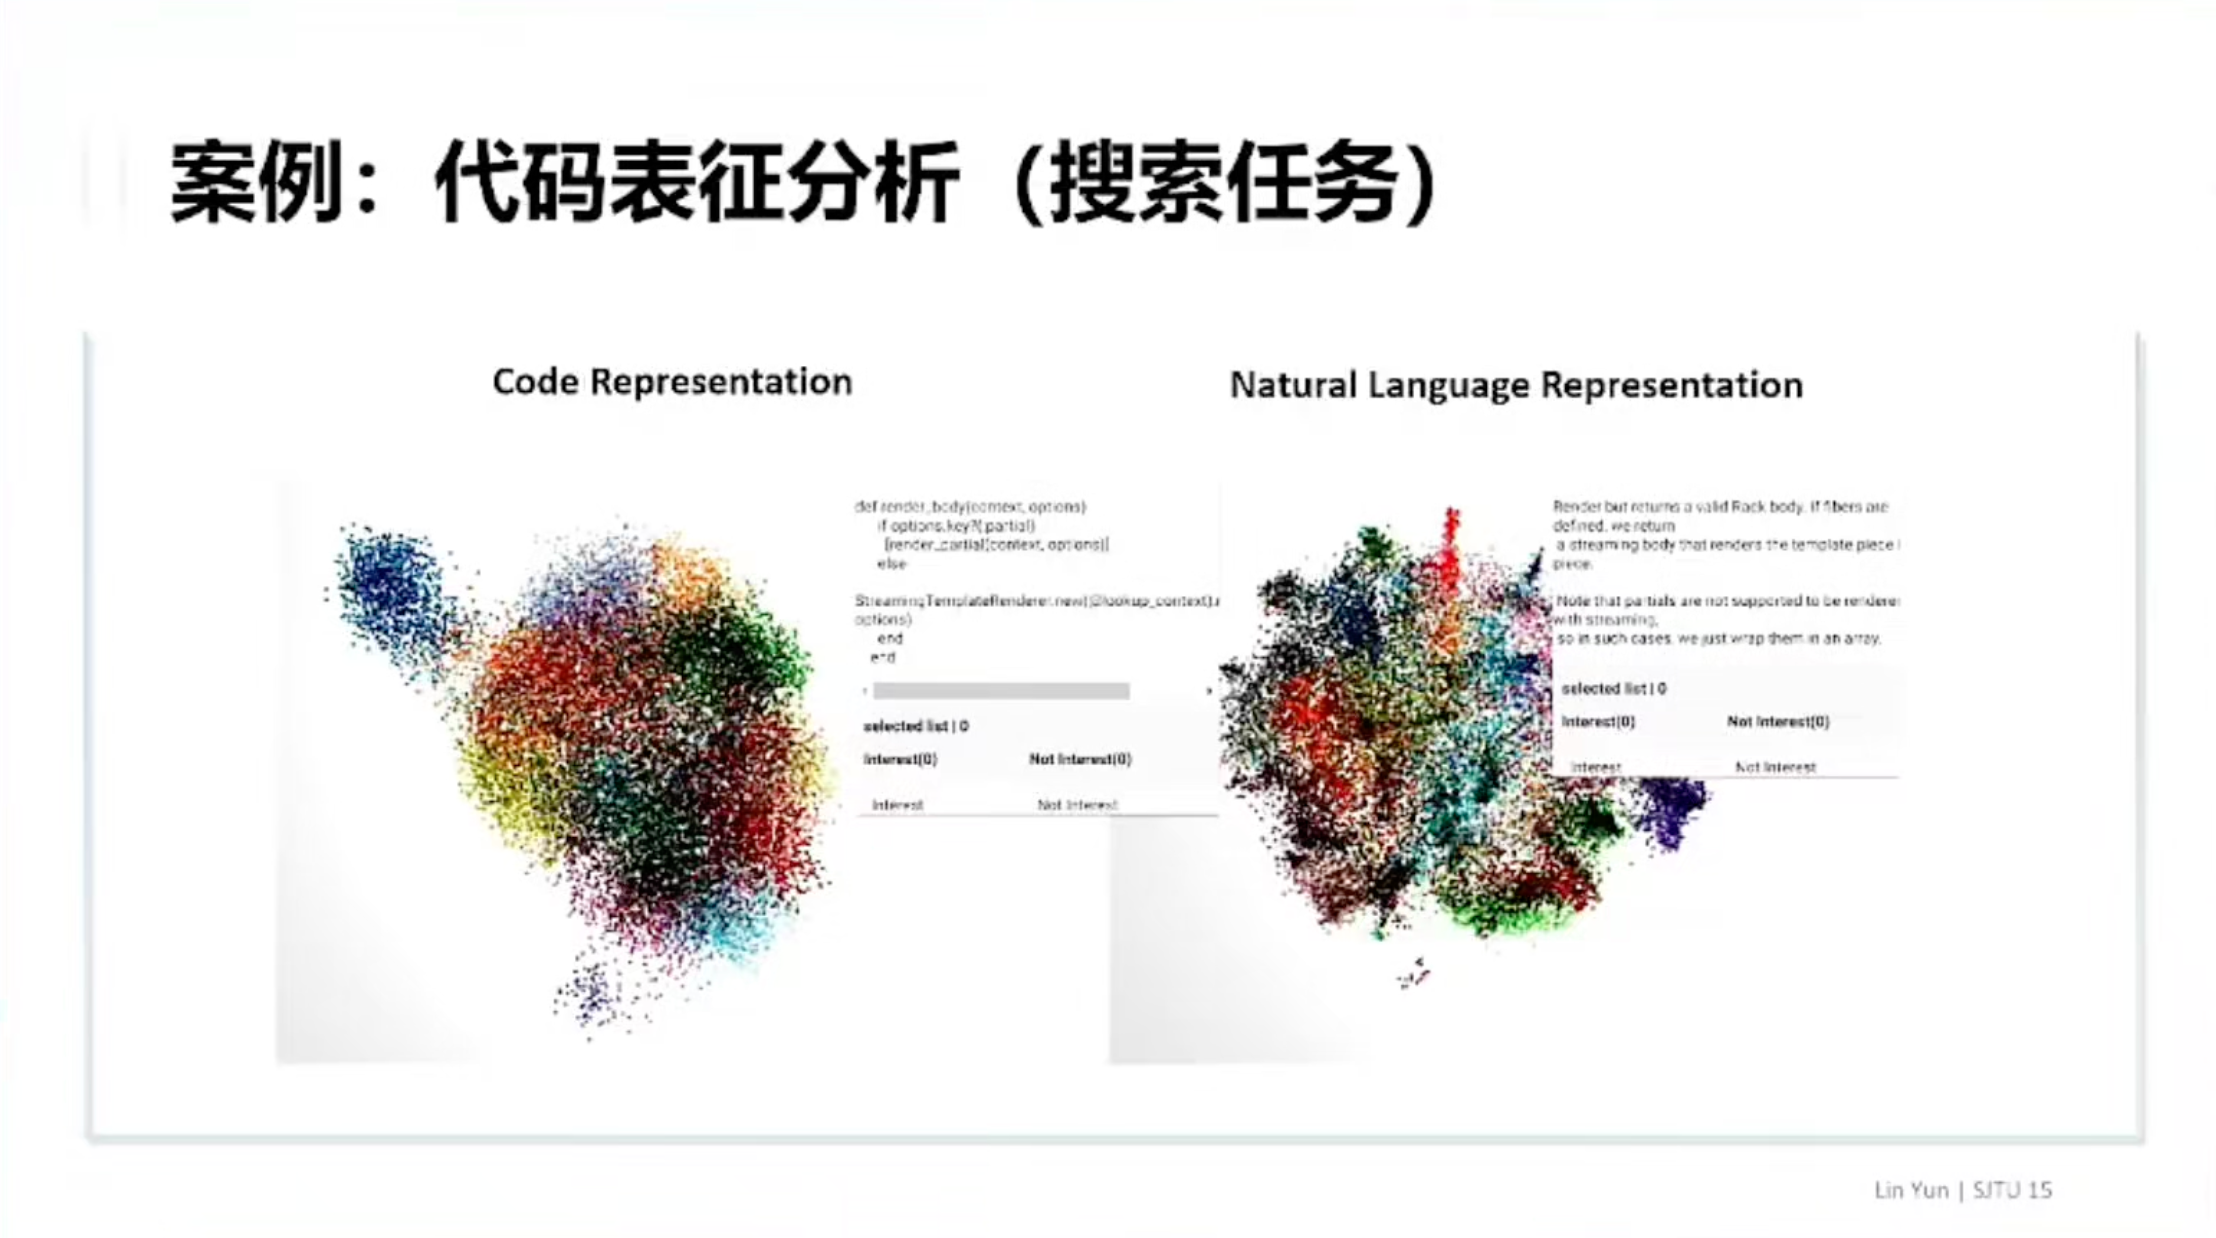 案例：代码表征分析（搜索任务）
Code Representation
Natural Language Representation
def render_body(context, options)
if options.key?(:partial)
[render_partial(context, options)]
else
StreamingTemplateRenderer.new(@lookup_context).
options)
end
end
selected list | 0
Interest(0) Not Interest(0)
Interest Not Interest
Render but returns a valid Rack body. If fibers are
defined, we return
a streaming body that renders the template piece
piece.
Note that partials are not supported to be rendere
with streaming,
so in such cases, we just wrap them in an array.
selected list | 0
Interest(0) Not Interest(0)
Interest Not Interest
Lin Yun | SJTU 15